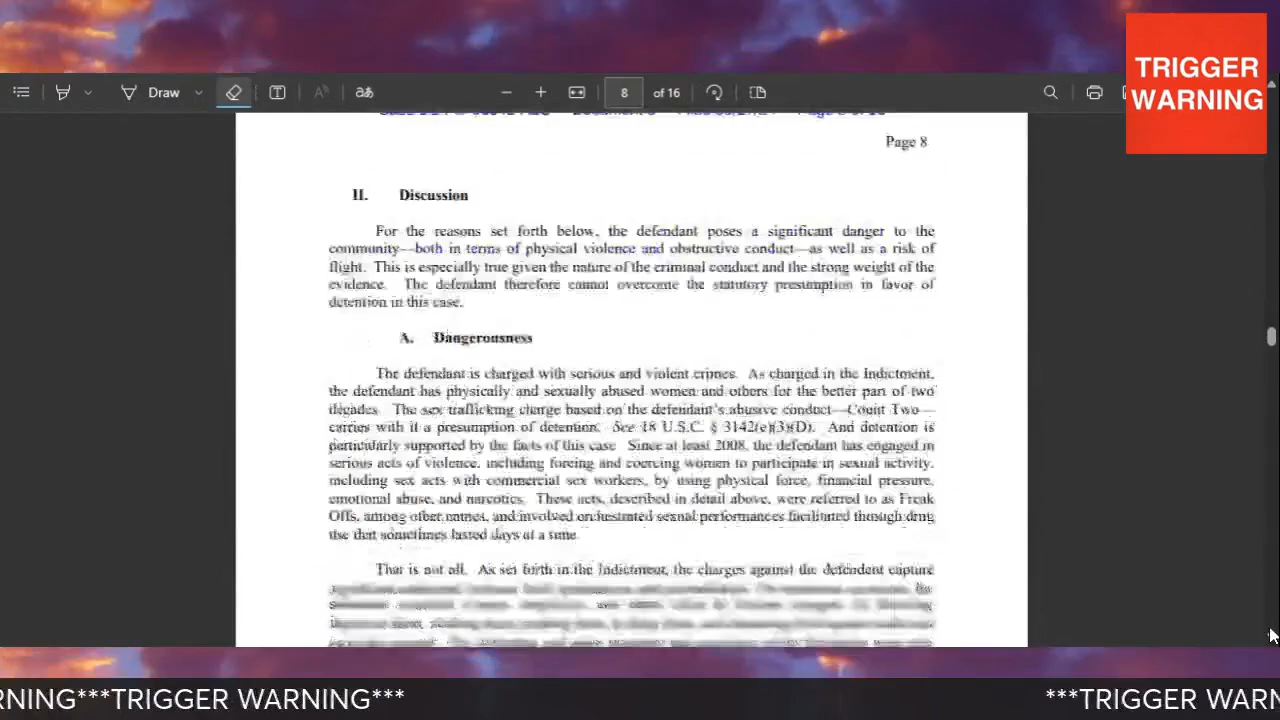 TRIGGER
WARNING
Draw
8 of 16
Page 8
II. Discussion
For the reasons set forth below, the defendant poses a significant danger to the
community—both in terms of physical violence and obstructive conduct—as well as a risk of
flight. This is especially true given the nature of the criminal conduct and the strong weight of the
evidence. The defendant therefore cannot overcome the statutory presumption in favor of
detention in this case.
A. Dangerousness
The defendant is charged with serious and violent crimes. As charged in the Indictment,
the defendant has physically and sexually abused women and others for the better part of two
decades. The sex trafficking charge based on the defendant's abusive conduct—Count Two—
carries with it a presumption of detention. See 18 U.S.C. § 3142(e)(3)(D). And detention is
particularly supported by the facts of this case. Since at least 2008, the defendant has engaged in
serious acts of violence, including forcing and coercing women to participate in sexual activity,
including sex acts with commercial sex workers, by using physical force, financial pressure,
emotional abuse, and narcotics. These acts, described in detail above, were referred to as Freak
Offs, among other names, and involved orchestrated sexual performances facilitated through drug
use that sometimes lasted days at a time.
That is not all. As set forth in the Indictment, the charges against the defendant capture
RNING***TRIGGER WARNING*** ***TRIGGER WARN